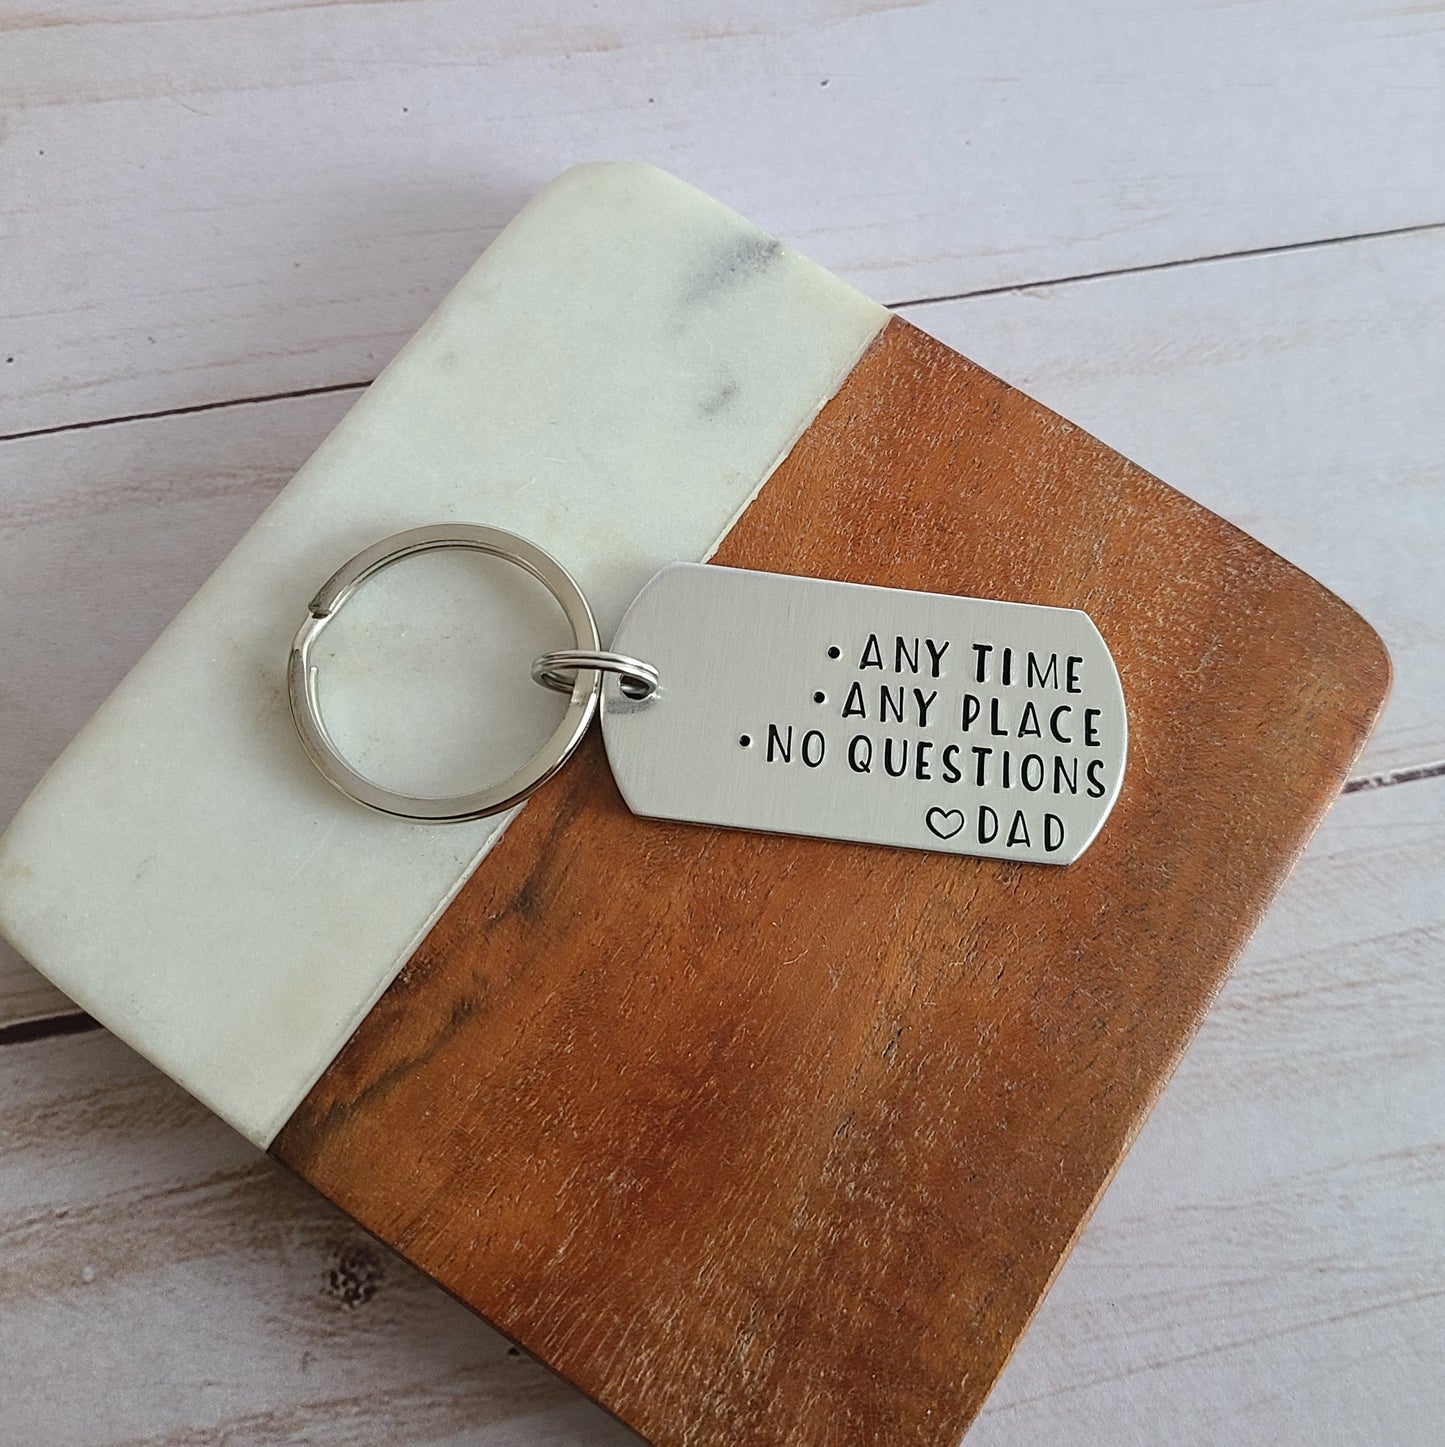 • ANY TIME
• ANY PLACE
• NO QUESTIONS
♡ DAD